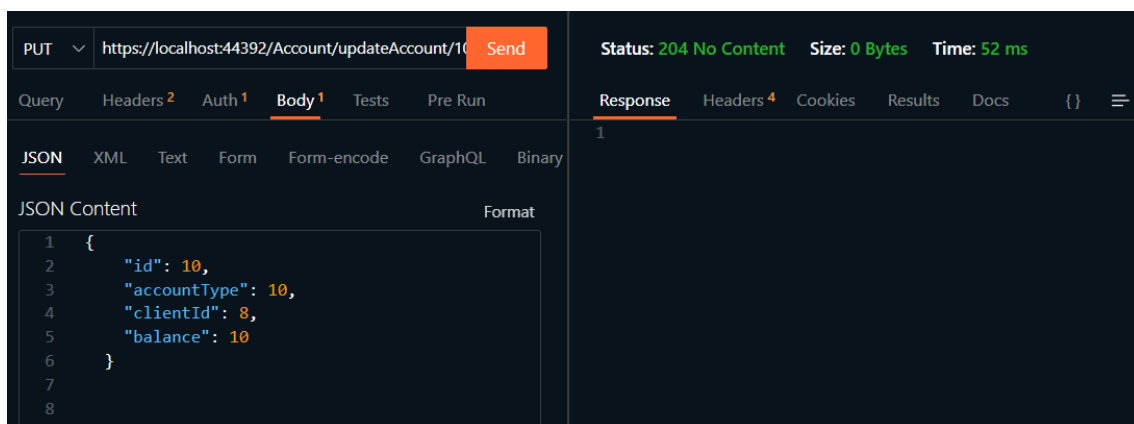 PUT https://localhost:44392/Account/updateAccount/10 Send
Query Headers 2 Auth 1 Body 1 Tests Pre Run
JSON XML Text Form Form-encode GraphQL Binary
JSON Content Format
1 {
2 "id": 10,
3 "accountType": 10,
4 "clientId": 8,
5 "balance": 10
6 }
7
8
Status: 204 No Content Size: 0 Bytes Time: 52 ms
Response Headers 4 Cookies Results Docs { }
1